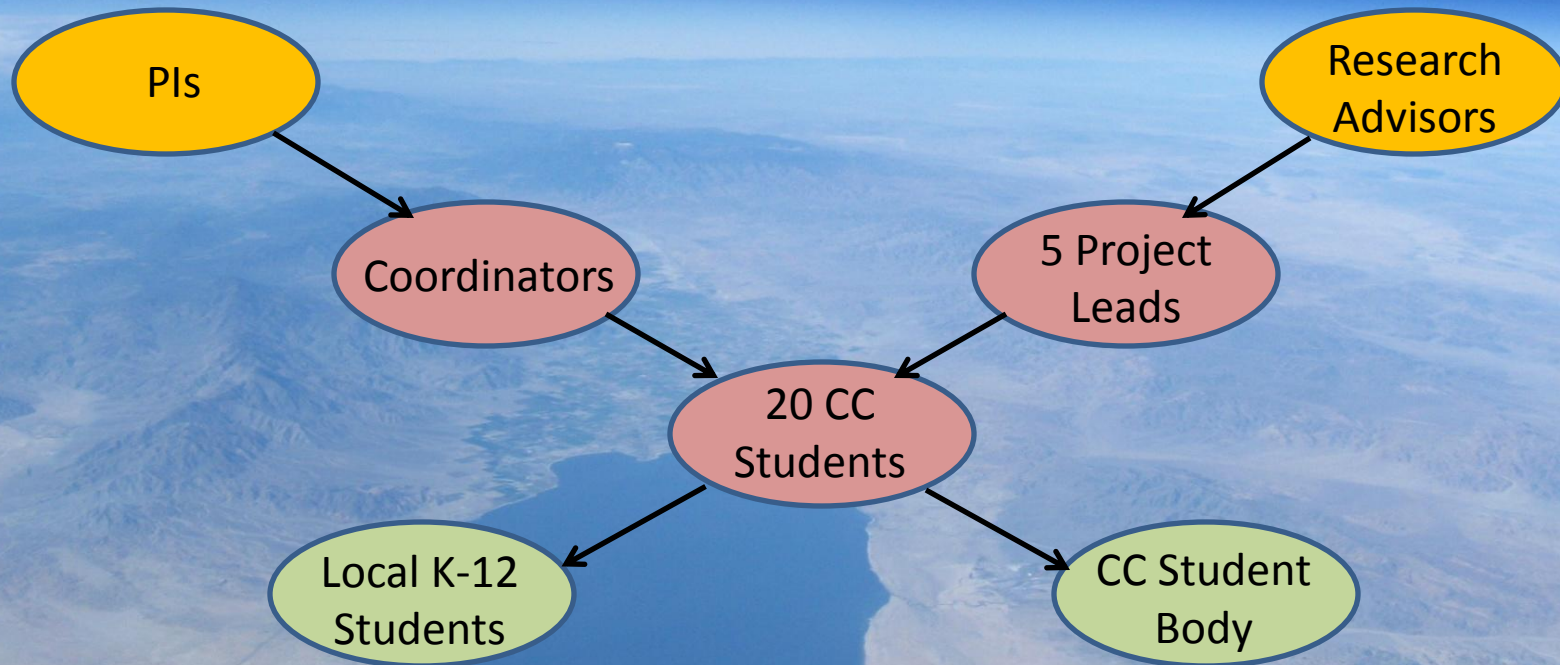 PIs
Research
Advisors
Coordinators
5 Project
Leads
20 CC
Students
Local K-12
Students
CC Student
Body